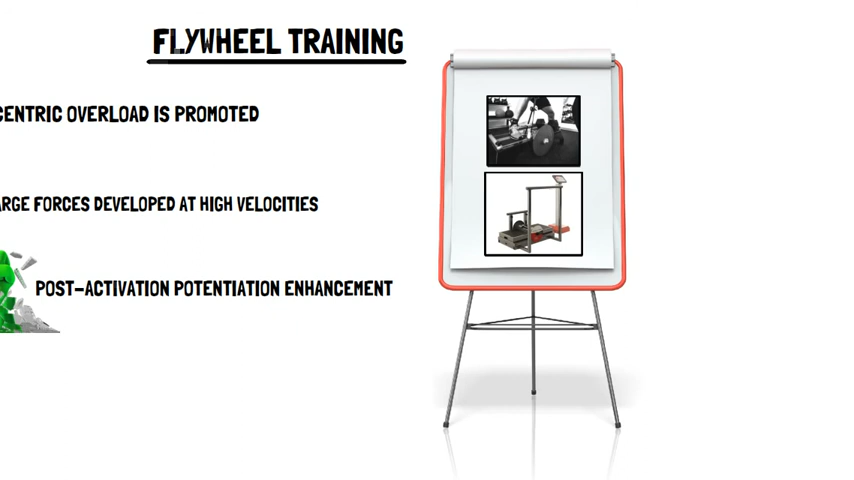 FLYWHEEL TRAINING
CENTRIC OVERLOAD IS PROMOTED
ARGE FORCES DEVELOPED AT HIGH VELOCITIES
POST-ACTIVATION POTENTIATION ENHANCEMENT